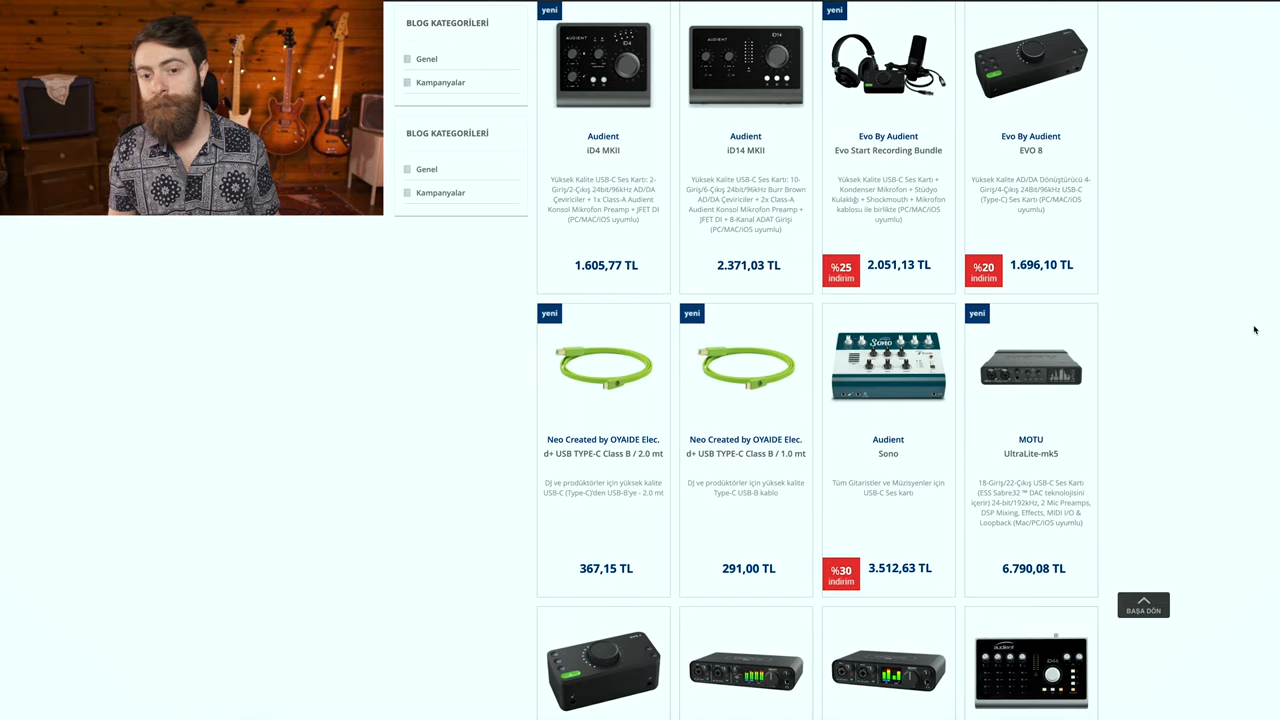 BLOG KATEGORİLERİ
Genel
Kampanyalar
BLOG KATEGORİLERİ
Genel
Kampanyalar
yeni
AUDIENT
iD4
Audient
iD4 MKII
Yüksek Kalite USB-C Ses Kartı: 2-
Giriş/2-Çıkış 24bit/96kHz AD/DA
Çeviriciler + 1x Class-A Audient
Konsol Mikrofon Preamp + JFET DI
(PC/MAC/iOS uyumlu)
1.605,77 TL
AUDIENT
iD14
Audient
iD14 MKII
Yüksek Kalite USB-C Ses Kartı: 10-
Giriş/6-Çıkış 24bit/96kHz Burr Brown
AD/DA Çeviriciler + 2x Class-A
Audient Konsol Mikrofon Preamp +
JFET DI + 8-Kanal ADAT Girişi
(PC/MAC/iOS uyumlu)
2.371,03 TL
yeni
Evo By Audient
Evo Start Recording Bundle
Yüksek Kalite USB-C Ses Kartı +
Kondenser Mikrofon + Stüdyo
Kulaklığı + Shockmouth + Mikrofon
kablosu ile birlikte (PC/MAC/iOS
uyumlu)
%25
indirim
2.051,13 TL
Evo By Audient
EVO 8
Yüksek Kalite AD/DA Dönüştürücü 4-
Giriş/4-Çıkış 24Bit/96kHz USB-C
(Type-C) Ses Kartı (PC/MAC/iOS
uyumlu)
%20
indirim
1.696,10 TL
yeni
Neo Created by OYAIDE Elec.
d+ USB TYPE-C Class B / 2.0 mt
DJ ve prodüktörler için yüksek kalite
USB-C (Type-C)'den USB-B'ye - 2.0 mt
367,15 TL
yeni
Neo Created by OYAIDE Elec.
d+ USB TYPE-C Class B / 1.0 mt
DJ ve prodüktörler için yüksek kalite
Type-C USB-B kablo
291,00 TL
Sono
Audient
Sono
Tüm Gitaristler ve Müzisyenler için
USB-C Ses kartı
%30
indirim
3.512,63 TL
yeni
MOTU
UltraLite-mk5
18-Giriş/22-Çıkış USB-C Ses Kartı
(ESS Sabre32 ™ DAC teknolojisini
içerir) 24-bit/192kHz, 2 Mic Preamps,
DSP Mixing, Effects, MIDI I/O &
Loopback (Mac/PC/iOS uyumlu)
6.790,08 TL
BAŞA DÖN
audient
iD44